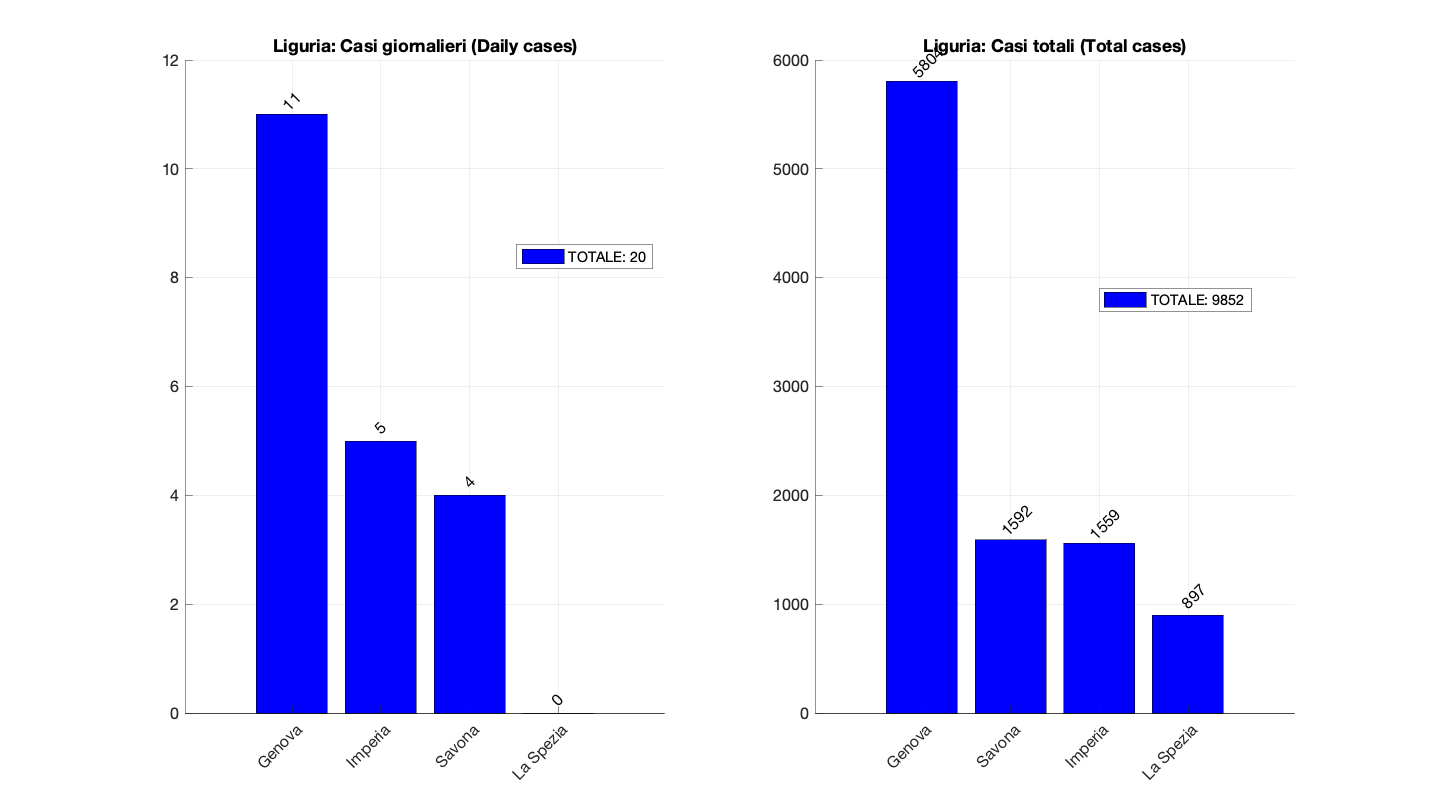 Liguria: Casi giornalieri (Daily cases)
12
10
8
6
4
2
0
11
5
4
0
TOTALE: 20
Genova
Imperia
Savona
La Spezia
Liguria: Casi totali (Total cases)
6000
5000
4000
3000
2000
1000
0
5804
1592
1559
897
TOTALE: 9852
Genova
Savona
Imperia
La Spezia